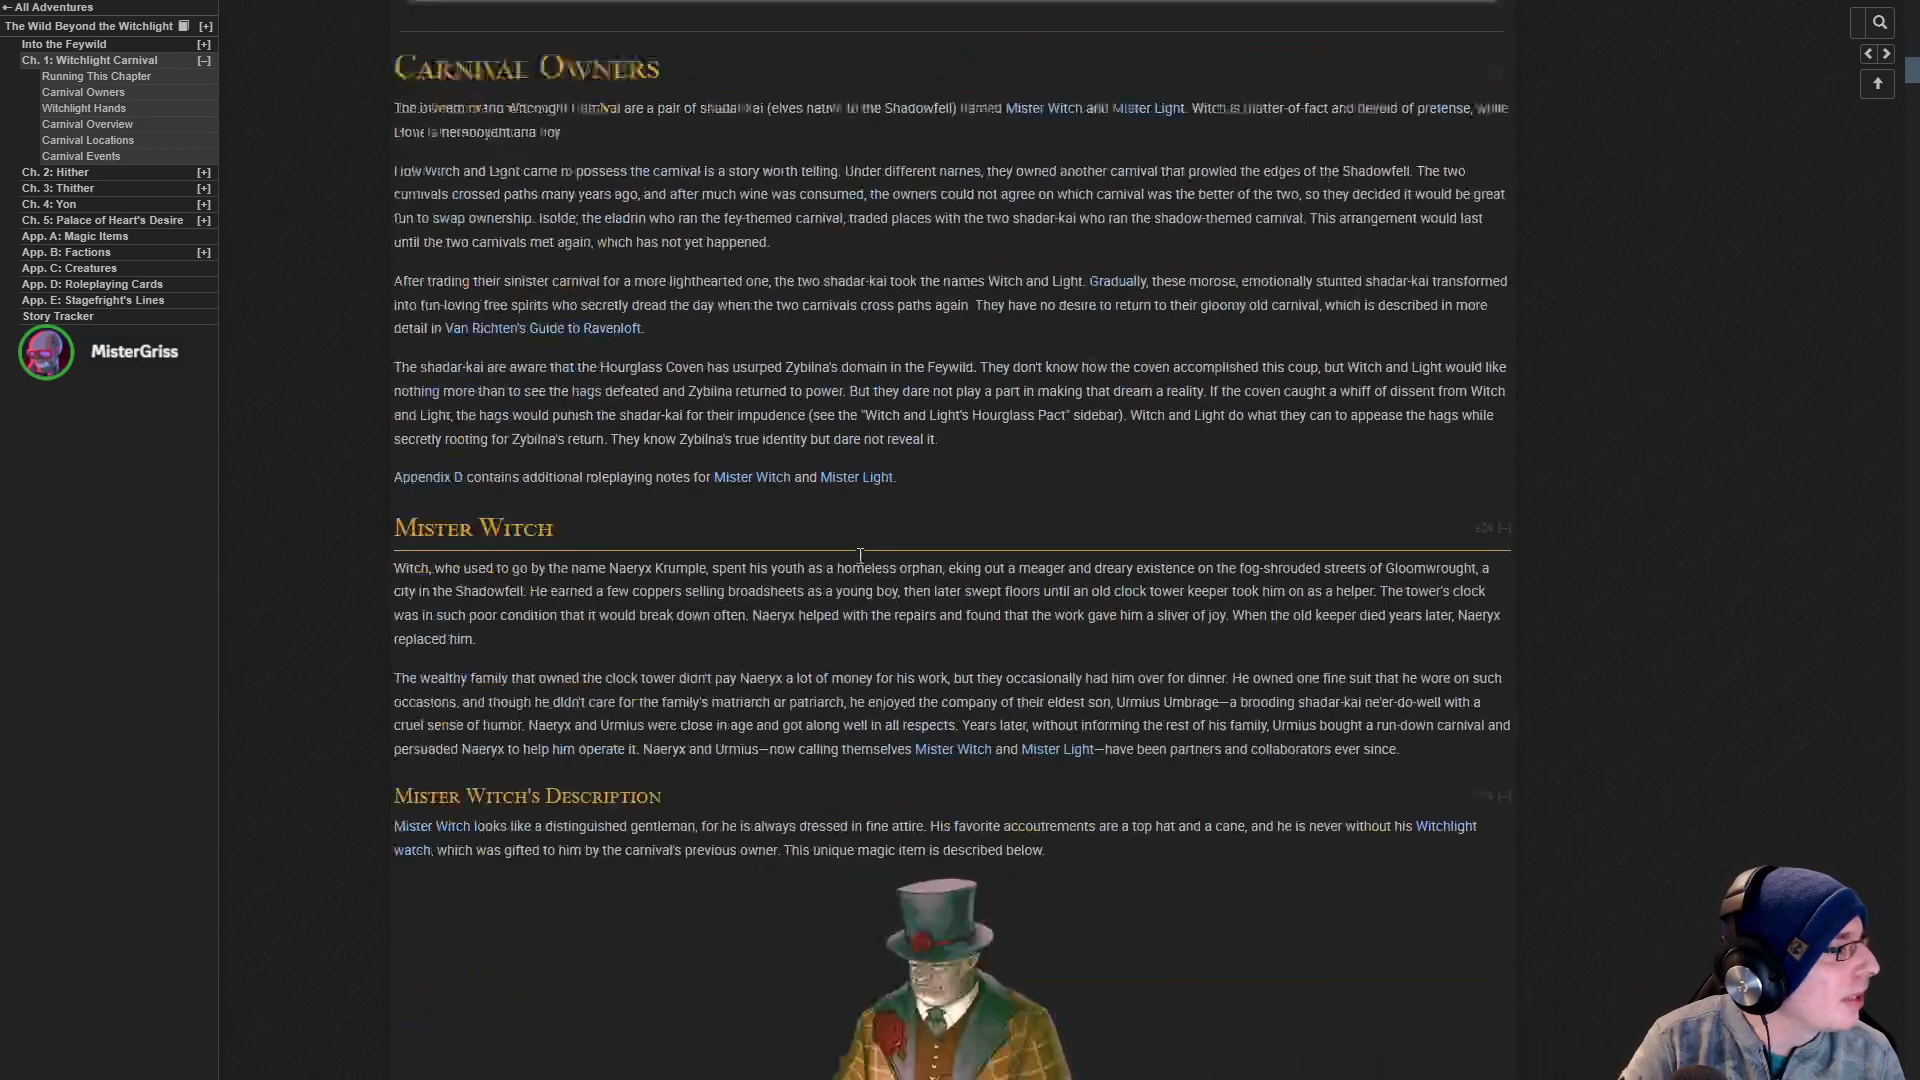 ← All Adventures
The Wild Beyond the Witchlight [+]
Into the Feywild [+]
Ch. 1: Witchlight Carnival [–]
Running This Chapter
Carnival Owners
Witchlight Hands
Carnival Overview
Carnival Locations
Carnival Events
Ch. 2: Hither [+]
Ch. 3: Thither [+]
Ch. 4: Yon [+]
Ch. 5: Palace of Heart's Desire [+]
App. A: Magic Items
App. B: Factions [+]
App. C: Creatures
App. D: Roleplaying Cards
App. E: Stagefright's Lines
Story Tracker
MisterGriss
Carnival Owners
are a pair of shadar-kai (elves native to the Shadowfell) named Mister Witch and Mister Light. Witch is matter-of-fact and devoid of pretense, while
How Witch and Light came to possess the carnival is a story worth telling. Under different names, they owned another carnival that prowled the edges of the Shadowfell. The two
carnivals crossed paths many years ago, and after much wine was consumed, the owners could not agree on which carnival was the better of the two, so they decided it would be great
fun to swap ownership. Isolde, the eladrin who ran the fey-themed carnival, traded places with the two shadar-kai who ran the shadow-themed carnival. This arrangement would last
until the two carnivals met again, which has not yet happened.
After trading their sinister carnival for a more lighthearted one, the two shadar-kai took the names Witch and Light. Gradually, these morose, emotionally stunted shadar-kai transformed
into fun-loving free spirits who secretly dread the day when the two carnivals cross paths again. They have no desire to return to their gloomy old carnival, which is described in more
detail in Van Richten's Guide to Ravenloft.
The shadar-kai are aware that the Hourglass Coven has usurped Zybilna's domain in the Feywild. They don't know how the coven accomplished this coup, but Witch and Light would like
nothing more than to see the hags defeated and Zybilna returned to power. But they dare not play a part in making that dream a reality. If the coven caught a whiff of dissent from Witch
and Light, the hags would punish the shadar-kai for their impudence (see the "Witch and Light's Hourglass Pact" sidebar). Witch and Light do what they can to appease the hags while
secretly rooting for Zybilna's return. They know Zybilna's true identity but dare not reveal it.
Appendix D contains additional roleplaying notes for Mister Witch and Mister Light.
Mister Witch
Witch, who used to go by the name Naeryx Krumple, spent his youth as a homeless orphan, eking out a meager and dreary existence on the fog-shrouded streets of Gloomwrought, a
city in the Shadowfell. He earned a few coppers selling broadsheets as a young boy, then later swept floors until an old clock tower keeper took him on as a helper. The tower's clock
was in such poor condition that it would break down often. Naeryx helped with the repairs and found that the work gave him a sliver of joy. When the old keeper died years later, Naeryx
replaced him.
The wealthy family that owned the clock tower didn't pay Naeryx a lot of money for his work, but they occasionally had him over for dinner. He owned one fine suit that he wore on such
occasions, and though he didn't care for the family's matriarch or patriarch, he enjoyed the company of their eldest son, Urmius Umbrage—a brooding shadar-kai ne'er-do-well with a
cruel sense of humor. Naeryx and Urmius were close in age and got along well in all respects. Years later, without informing the rest of his family, Urmius bought a run-down carnival and
persuaded Naeryx to help him operate it. Naeryx and Urmius—now calling themselves Mister Witch and Mister Light—have been partners and collaborators ever since.
Mister Witch's Description
Mister Witch looks like a distinguished gentleman, for he is always dressed in fine attire. His favorite accoutrements are a top hat and a cane, and he is never without his Witchlight
watch, which was gifted to him by the carnival's previous owner. This unique magic item is described below.